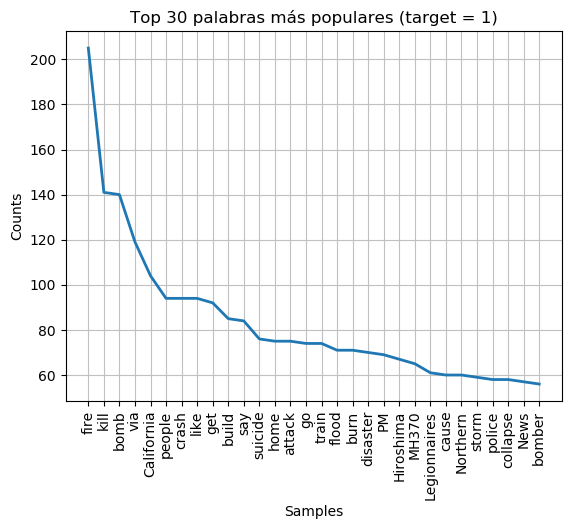 Top 30 palabras más populares (target = 1)
Counts
200
180
160
140
120
100
80
60
fire
kill
bomb
via
California
people
crash
like
get
build
say
suicide
home
attack
go
train
flood
burn
disaster
PM
Hiroshima
MH370
Legionnaires
cause
Northern
storm
police
collapse
News
bomber
Samples